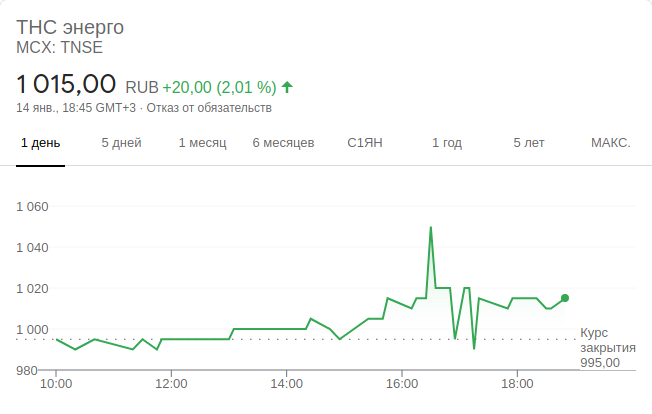 ТНС энерго
MCX: TNSE
1 015,00 RUB +20,00 (2,01 %)
14 янв., 18:45 GMT+3 · Отказ от обязательств
1 день 5 дней 1 месяц 6 месяцев С1ЯН 1 год 5 лет МАКС.
1 060
1 040
1 020
1 000
Курс
закрытия
995,00
980
10:00 12:00 14:00 16:00 18:00